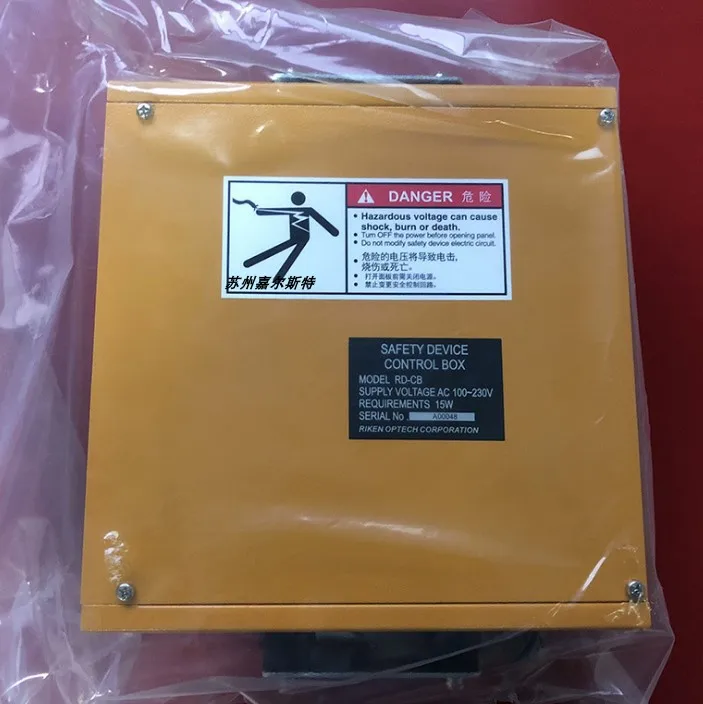 DANGER 危险
• Hazardous voltage can cause
shock, burn or death.
• Turn OFF the power before opening panel.
• Do not modify safety device electric circuit.
• 危险的电压将导致电击,
烧伤或死亡。
• 打开面板前需关闭电源。
• 禁止变更安全控制回路。
苏州嘉尔斯特
SAFETY DEVICE
CONTROL BOX
MODEL RD-CB
SUPPLY VOLTAGE AC 100~230V
REQUIREMENTS 15W
SERIAL No A00048
RIKEN OPTECH CORPORATION